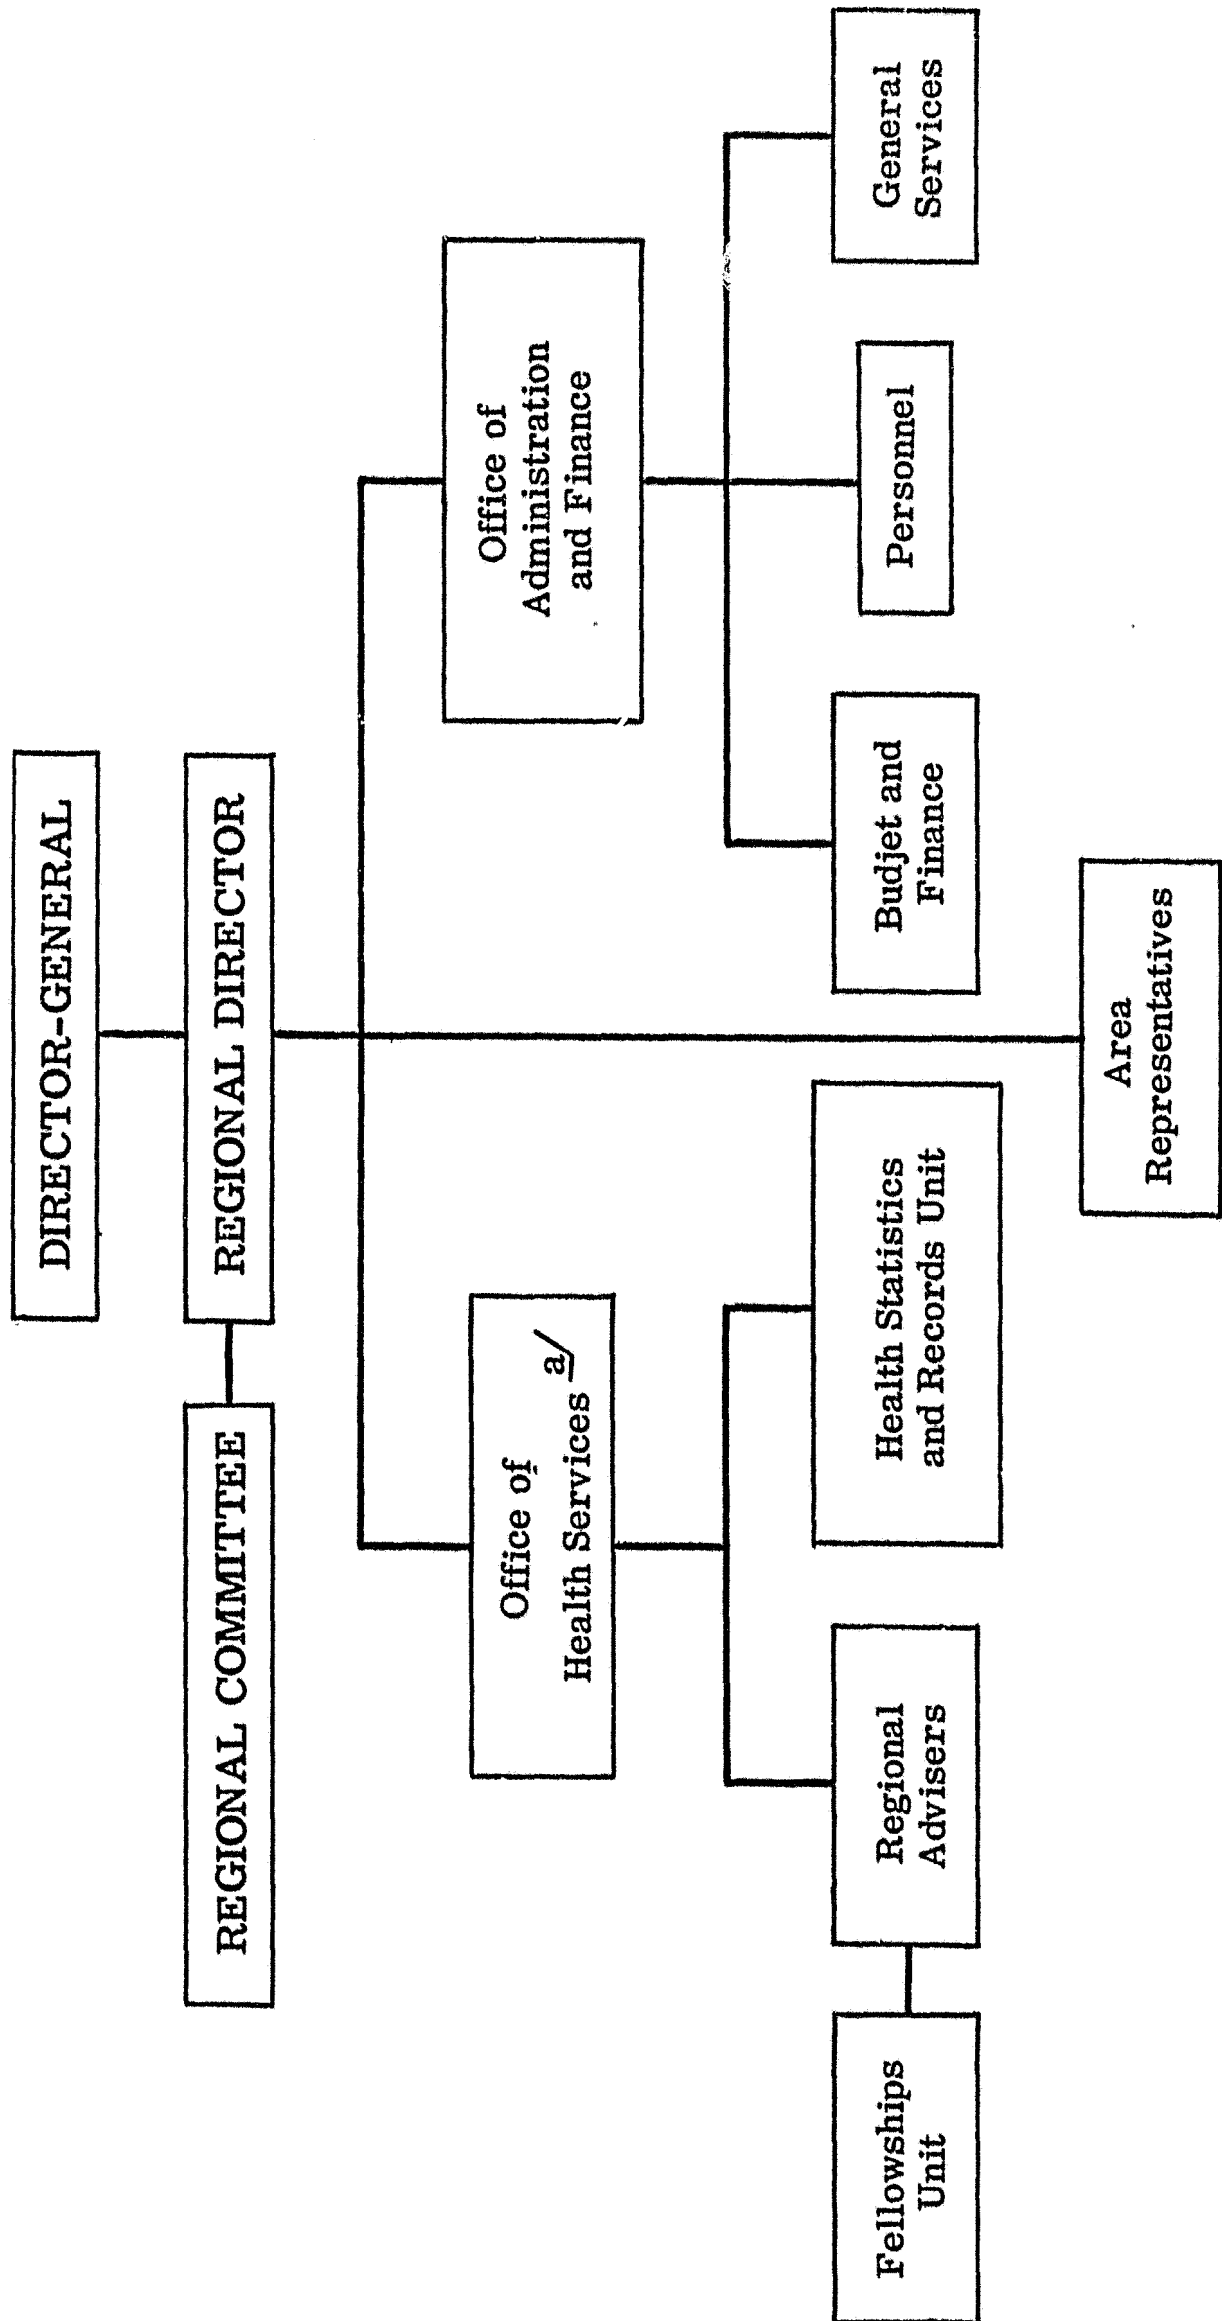 DIRECTOR-GENERAL
REGIONAL COMMITTEE
REGIONAL DIRECTOR
Office of
Health Services a/
Office of
Administration
and Finance
Fellowships
Unit
Regional
Advisers
Health Statistics
and Records Unit
Budjet and
Finance
Personnel
General
Services
Area
Representatives